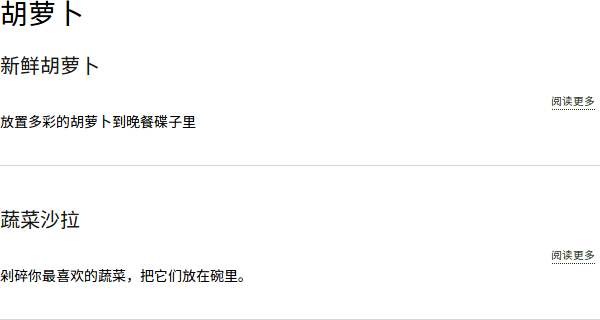 胡萝卜
新鲜胡萝卜
阅读更多
放置多彩的胡萝卜到晚餐碟子里
蔬菜沙拉
阅读更多
剁碎你最喜欢的蔬菜，把它们放在碗里。